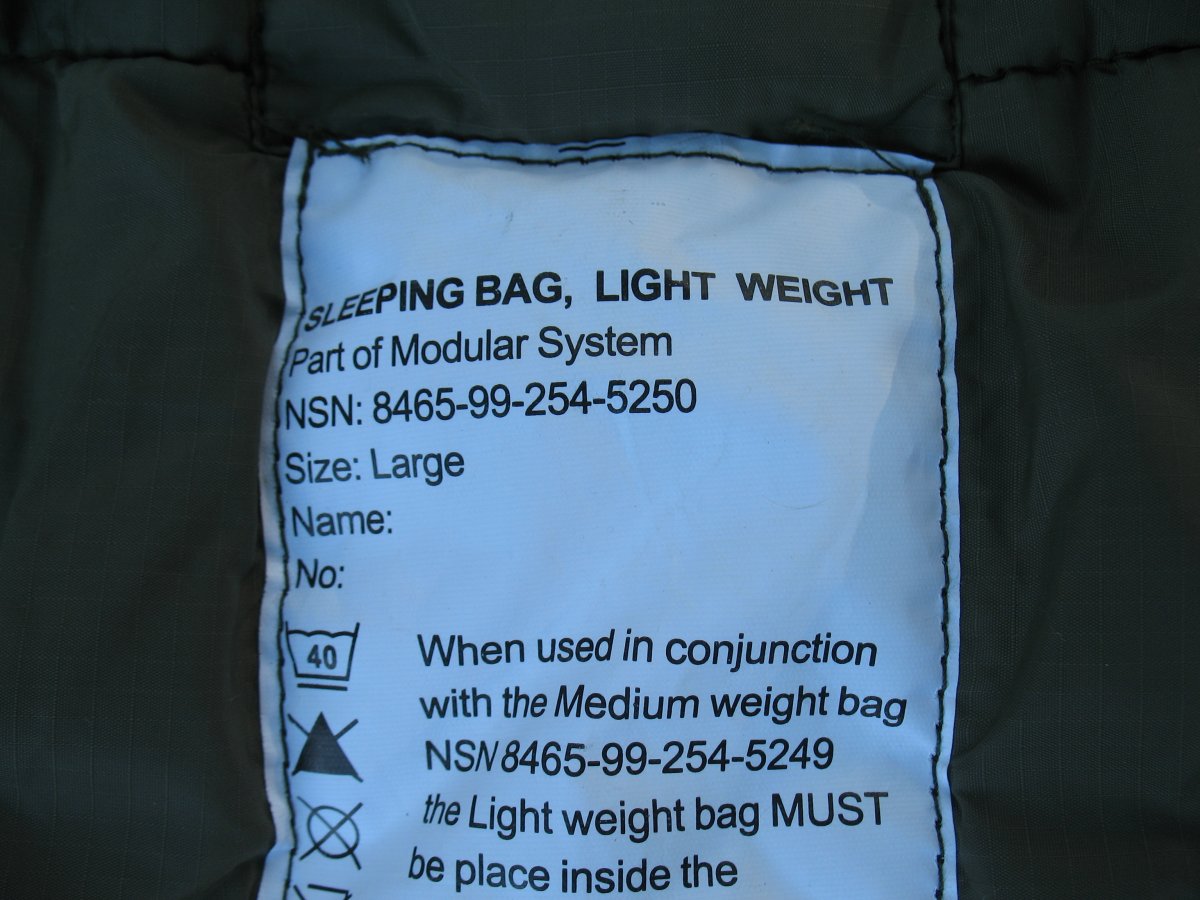 SLEEPING BAG, LIGHT WEIGHT
Part of Modular System
NSN: 8465-99-254-5250
Size: Large
Name:
No:
40
When used in conjunction
with the Medium weight bag
NSN 8465-99-254-5249
the Light weight bag MUST
be place inside the